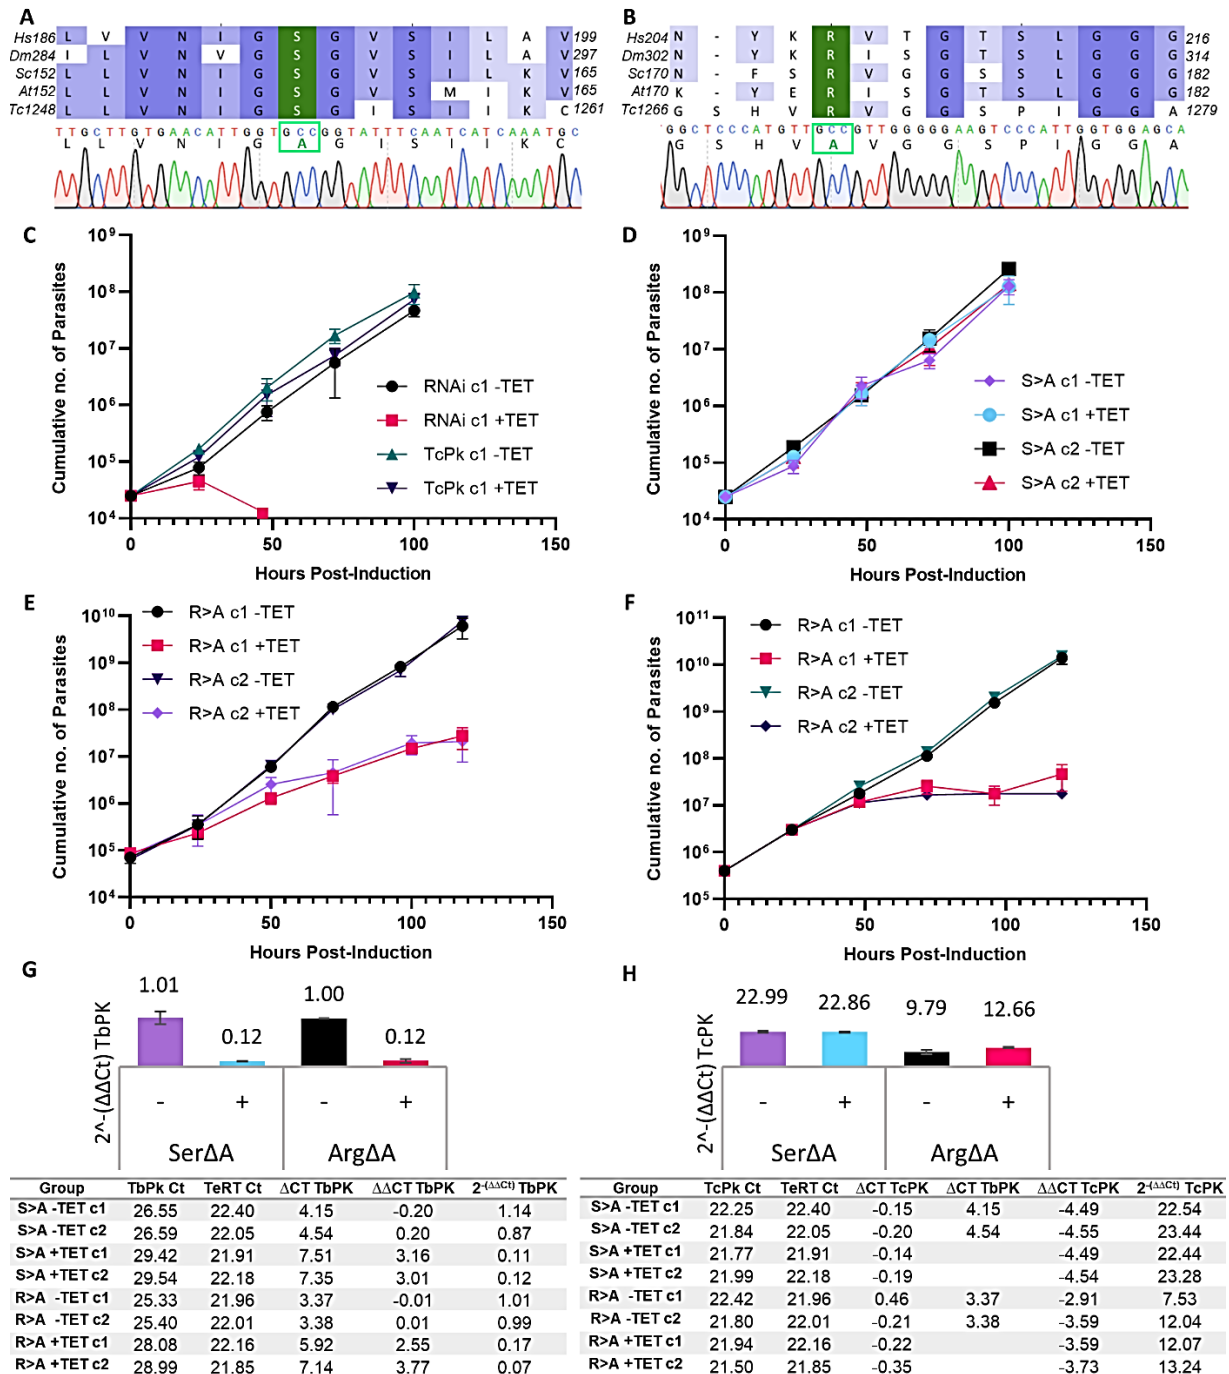 A
Hs186 L V V N I G S G V S I L A V 199
Dm284 I L V N V G S G V S I L A V 297
Sc152 L L V N I G S G V S I L K V 165
At152 L L V N I G S G V S M I K V 165
Tc1248 L L V N I G S G I S I I K C 1261
TTGCTTGTGAACATTGGTGCCGGTATTTCAATCATCAAATGC
L L V N I G A G I S I I K C
B
Hs204 N - Y K R V T G T S L G G G 216
Dm302 N - Y K R I S G T S L G G G 314
Sc170 N - F S R V G G S S L G G G 182
At170 K - Y E R I S G T S L G G G 182
Tc1266 G S H V R V G G S P I G G A 1279
GGCTCCCATGTTGCCGTTGGGGGAAGTCCCATTGGTGGAGCA
G S H V A V G G S P I G G A
C
Cumulative no. of Parasites
10⁹
10⁸
10⁷
10⁶
10⁵
10⁴
0 50 100 150
Hours Post-Induction
RNAi c1 -TET
RNAi c1 +TET
TcPk c1 -TET
TcPk c1 +TET
D
Cumulative no. of Parasites
10⁹
10⁸
10⁷
10⁶
10⁵
10⁴
0 50 100 150
Hours Post-Induction
S>A c1 -TET
S>A c1 +TET
S>A c2 -TET
S>A c2 +TET
E
Cumulative no. of Parasites
10¹⁰
10⁹
10⁸
10⁷
10⁶
10⁵
10⁴
0 50 100 150
Hours Post-Induction
R>A c1 -TET
R>A c1 +TET
R>A c2 -TET
R>A c2 +TET
F
Cumulative no. of Parasites
10¹¹
10¹⁰
10⁹
10⁸
10⁷
10⁶
10⁵
0 50 100 150
Hours Post-Induction
R>A c1 -TET
R>A c1 +TET
R>A c2 -TET
R>A c2 +TET
G
2^-(ΔΔCt) TbPK
1.01 0.12 1.00 0.12
- + - +
SerΔA ArgΔA
Group TbPk Ct TeRT Ct ΔCT TbPK ΔΔCT TbPK 2-(ΔΔCt) TbPK
S>A -TET c1 26.55 22.40 4.15 -0.20 1.14
S>A -TET c2 26.59 22.05 4.54 0.20 0.87
S>A +TET c1 29.42 21.91 7.51 3.16 0.11
S>A +TET c2 29.54 22.18 7.35 3.01 0.12
R>A -TET c1 25.33 21.96 3.37 -0.01 1.01
R>A -TET c2 25.40 22.01 3.38 0.01 0.99
R>A +TET c1 28.08 22.16 5.92 2.55 0.17
R>A +TET c2 28.99 21.85 7.14 3.77 0.07
H
2^-(ΔΔCt) TcPK
22.99 22.86 9.79 12.66
- + - +
SerΔA ArgΔA
Group TcPk Ct TeRT Ct ΔCT TcPK ΔCT TbPK ΔΔCT TcPK 2-(ΔΔCt) TcPK
S>A -TET c1 22.25 22.40 -0.15 4.15 -4.49 22.54
S>A -TET c2 21.84 22.05 -0.20 4.54 -4.55 23.44
S>A +TET c1 21.77 21.91 -0.14 -4.49 22.44
S>A +TET c2 21.99 22.18 -0.19 -4.54 23.28
R>A -TET c1 22.42 21.96 0.46 3.37 -2.91 7.53
R>A -TET c2 21.80 22.01 -0.21 3.38 -3.59 12.04
R>A +TET c1 21.94 22.16 -0.22 -3.59 12.07
R>A +TET c2 21.50 21.85 -0.35 -3.73 13.24